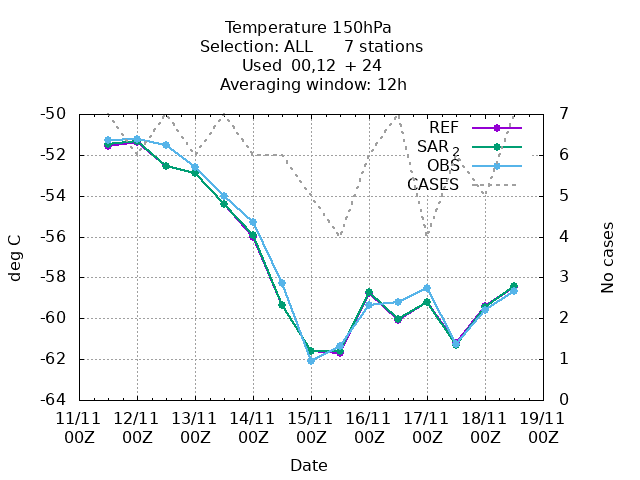 Temperature 150hPa
Selection: ALL 7 stations
Used 00,12 + 24
Averaging window: 12h
-50 7
REF
SAR 2
-52 OBS 6
CASES
-54 5
-56 4
deg C
No cases
-58 3
-60 2
-62 1
-64 0
11/11 12/11 13/11 14/11 15/11 16/11 17/11 18/11 19/11
00Z 00Z 00Z 00Z 00Z 00Z 00Z 00Z 00Z
Date